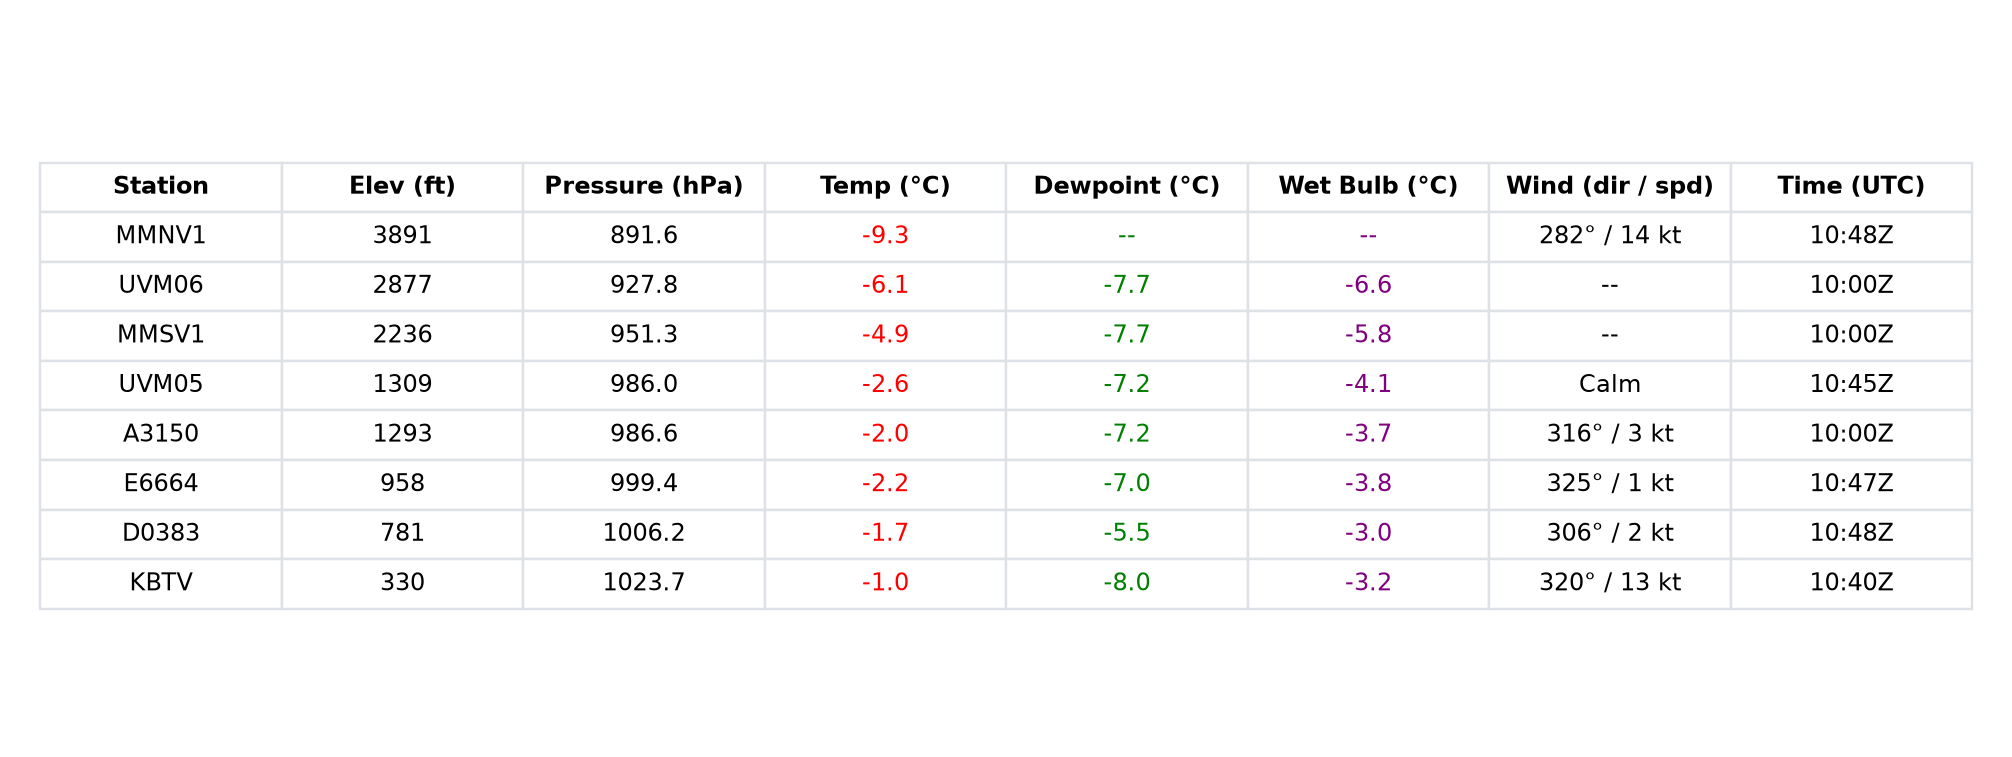 Station Elev (ft) Pressure (hPa) Temp (°C) Dewpoint (°C) Wet Bulb (°C) Wind (dir / spd) Time (UTC)
MMNV1 3891 891.6 -9.3 -- -- 282° / 14 kt 10:48Z
UVM06 2877 927.8 -6.1 -7.7 -6.6 -- 10:00Z
MMSV1 2236 951.3 -4.9 -7.7 -5.8 -- 10:00Z
UVM05 1309 986.0 -2.6 -7.2 -4.1 Calm 10:45Z
A3150 1293 986.6 -2.0 -7.2 -3.7 316° / 3 kt 10:00Z
E6664 958 999.4 -2.2 -7.0 -3.8 325° / 1 kt 10:47Z
D0383 781 1006.2 -1.7 -5.5 -3.0 306° / 2 kt 10:48Z
KBTV 330 1023.7 -1.0 -8.0 -3.2 320° / 13 kt 10:40Z